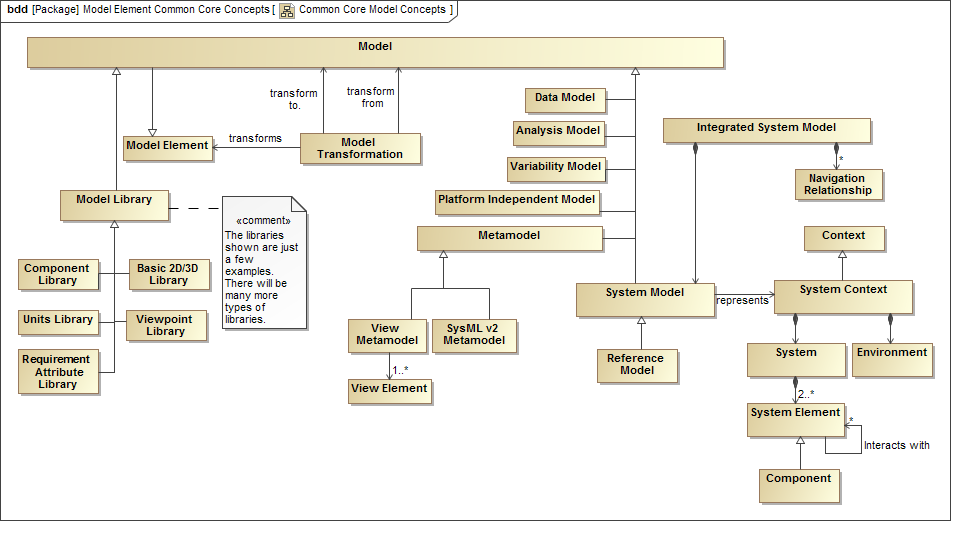 bdd [Package] Model Element Common Core Concepts [ Common Core Model Concepts ]
Model
transform
to.
transform
from
Data Model
Analysis Model
Integrated System Model
Model Element
transforms
Model
Transformation
*
Variability Model
Navigation
Relationship
Model Library
Platform Independent Model
«comment»
The libraries
shown are just
a few
examples.
There will be
many more
types of
libraries.
Metamodel
Context
Component
Library
Basic 2D/3D
Library
System Model
represents
System Context
Units Library
Viewpoint
Library
View
Metamodel
SysML v2
Metamodel
Requirement
Attribute
Library
Reference
Model
System
Environment
1..*
View Element
2..*
System Element
*
Interacts with
Component